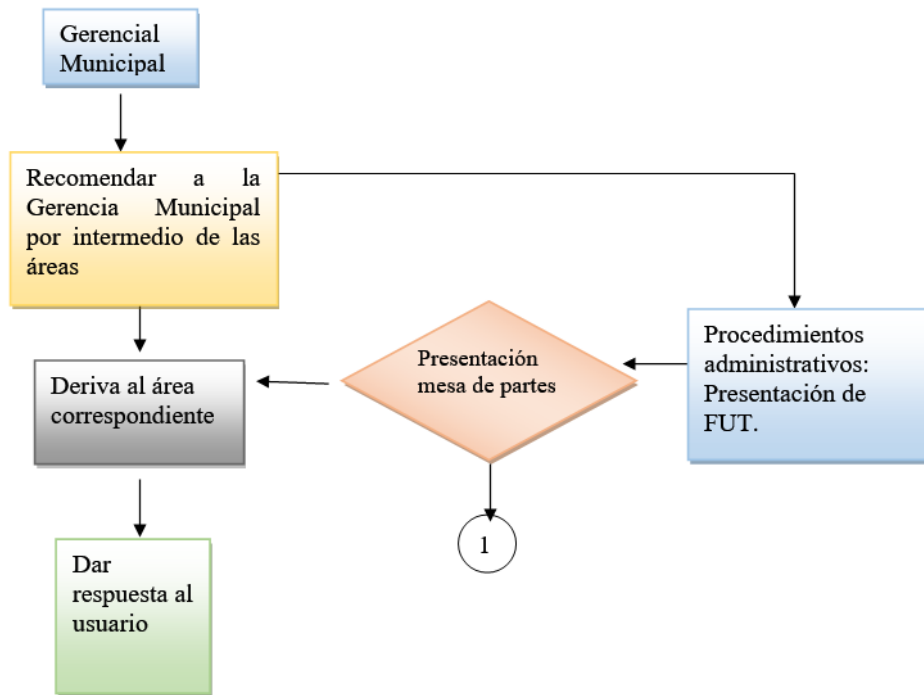 Gerencial
Municipal
Recomendar a la
Gerencia Municipal
por intermedio de las
áreas
Procedimientos
administrativos:
Presentación de
FUT.
Presentación
mesa de partes
Deriva al área
correspondiente
1
Dar
respuesta al
usuario